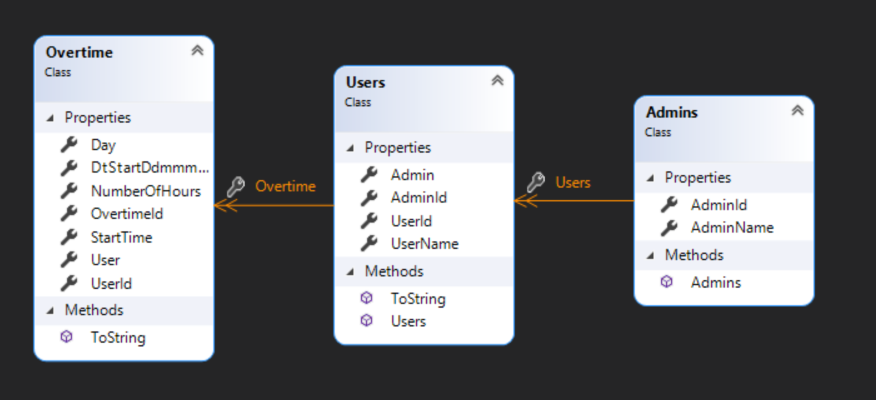 Overtime
Class
Properties
Day
DtStartDdmmm...
NumberOfHours
OvertimeId
StartTime
User
UserId
Methods
ToString
Overtime
Users
Class
Properties
Admin
AdminId
UserId
UserName
Methods
ToString
Users
Users
Admins
Class
Properties
AdminId
AdminName
Methods
Admins